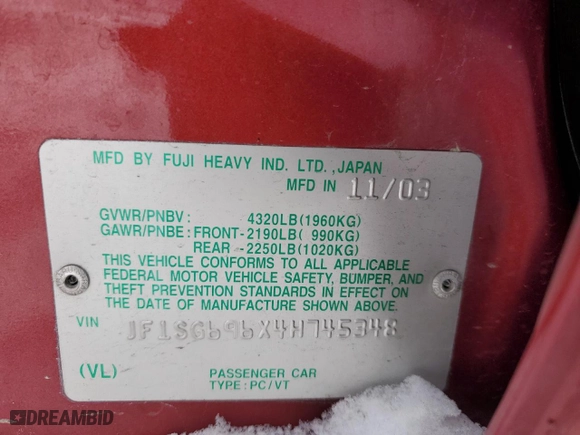 MFD BY FUJI HEAVY IND. LTD.,JAPAN
MFD IN 11/03
GVWR/PNBV: 4320LB(1960KG)
GAWR/PNBE: FRONT-2190LB( 990KG)
REAR -2250LB(1020KG)
THIS VEHICLE CONFORMS TO ALL APPLICABLE
FEDERAL MOTOR VEHICLE SAFETY, BUMPER, AND
THEFT PREVENTION STANDARDS IN EFFECT ON
THE DATE OF MANUFACTURE SHOWN ABOVE.
VIN JF1SG696X4H745348
(VL) PASSENGER CAR
TYPE:PC/VT
DREAMBID